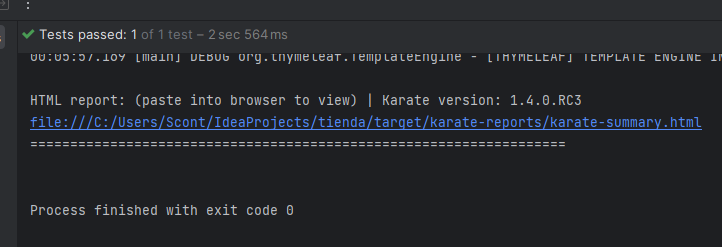 :
Tests passed: 1 of 1 test – 2 sec 564 ms
00:05:57.189 [main] DEBUG org.thymeleaf.TemplateEngine - [THYMELEAF] TEMPLATE ENGINE IN
HTML report: (paste into browser to view) | Karate version: 1.4.0.RC3
file:///C:/Users/Scont/IdeaProjects/tienda/target/karate-reports/karate-summary.html
===================================================================
Process finished with exit code 0